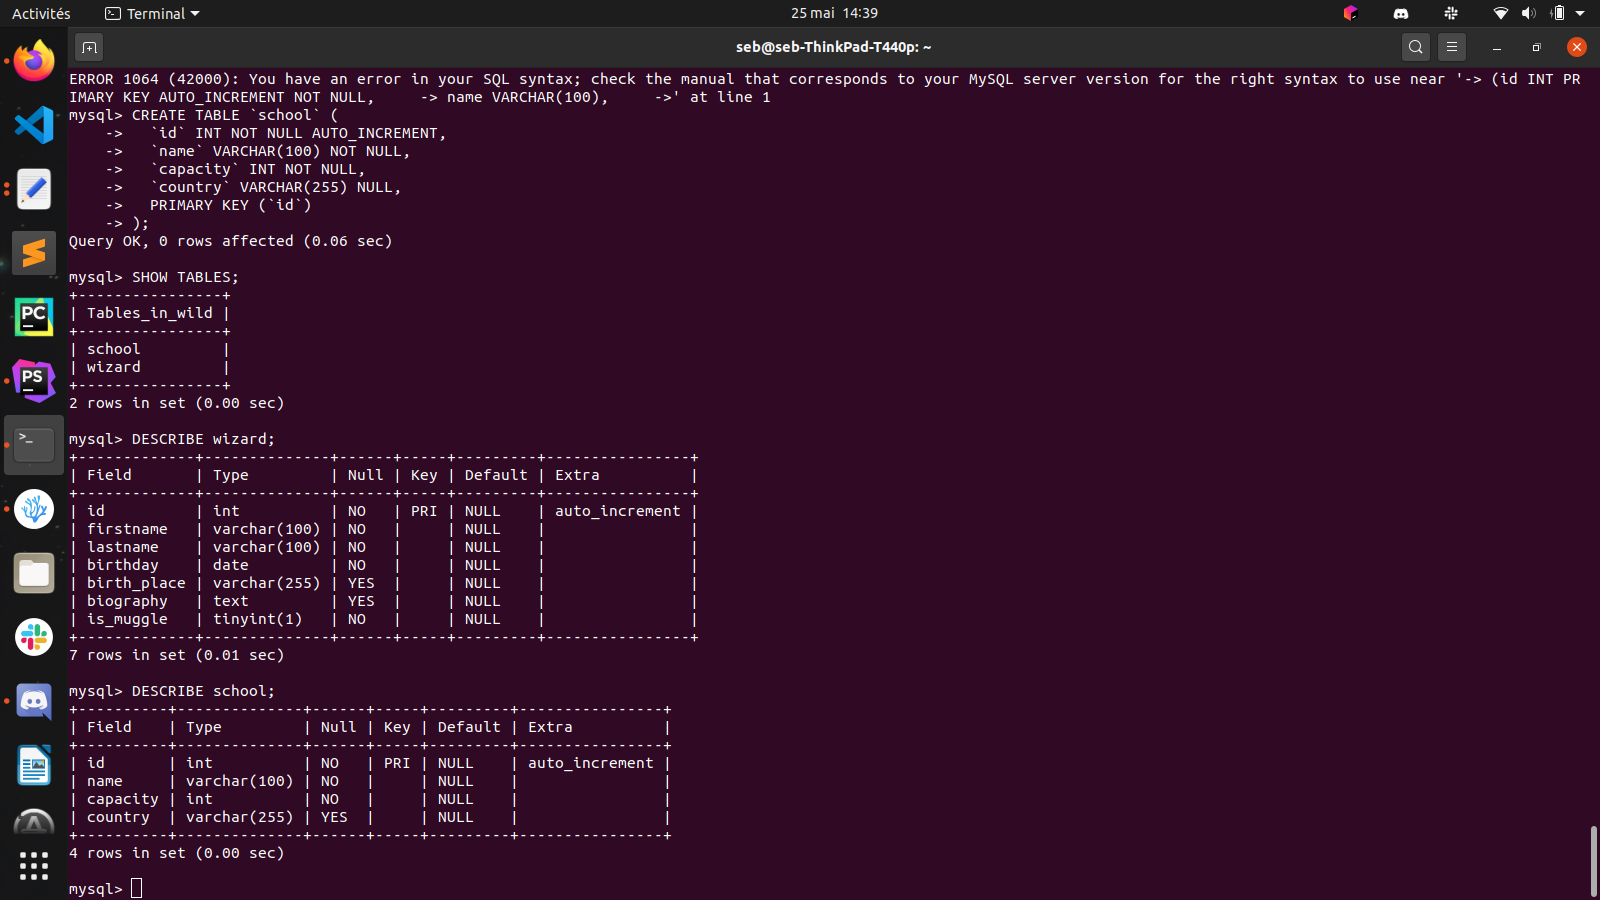 Activités
Terminal
25 mai 14:39
seb@seb-ThinkPad-T440p: ~
ERROR 1064 (42000): You have an error in your SQL syntax; check the manual that corresponds to your MySQL server version for the right syntax to use near '-> (id INT PR
IMARY KEY AUTO_INCREMENT NOT NULL,     -> name VARCHAR(100),     ->' at line 1
mysql> CREATE TABLE `school` (
    ->   `id` INT NOT NULL AUTO_INCREMENT,
    ->   `name` VARCHAR(100) NOT NULL,
    ->   `capacity` INT NOT NULL,
    ->   `country` VARCHAR(255) NULL,
    ->   PRIMARY KEY (`id`)
    -> );
Query OK, 0 rows affected (0.06 sec)
mysql> SHOW TABLES;
+----------------+
| Tables_in_wild |
+----------------+
| school         |
| wizard         |
+----------------+
2 rows in set (0.00 sec)
mysql> DESCRIBE wizard;
+-------------+--------------+------+-----+---------+----------------+
| Field       | Type         | Null | Key | Default | Extra          |
+-------------+--------------+------+-----+---------+----------------+
| id          | int          | NO   | PRI | NULL    | auto_increment |
| firstname   | varchar(100) | NO   |     | NULL    |                |
| lastname    | varchar(100) | NO   |     | NULL    |                |
| birthday    | date         | NO   |     | NULL    |                |
| birth_place | varchar(255) | YES  |     | NULL    |                |
| biography   | text         | YES  |     | NULL    |                |
| is_muggle   | tinyint(1)   | NO   |     | NULL    |                |
+-------------+--------------+------+-----+---------+----------------+
7 rows in set (0.01 sec)
mysql> DESCRIBE school;
+----------+--------------+------+-----+---------+----------------+
| Field    | Type         | Null | Key | Default | Extra          |
+----------+--------------+------+-----+---------+----------------+
| id       | int          | NO   | PRI | NULL    | auto_increment |
| name     | varchar(100) | NO   |     | NULL    |                |
| capacity | int          | NO   |     | NULL    |                |
| country  | varchar(255) | YES  |     | NULL    |                |
+----------+--------------+------+-----+---------+----------------+
4 rows in set (0.00 sec)
mysql>
PC
PS
>_